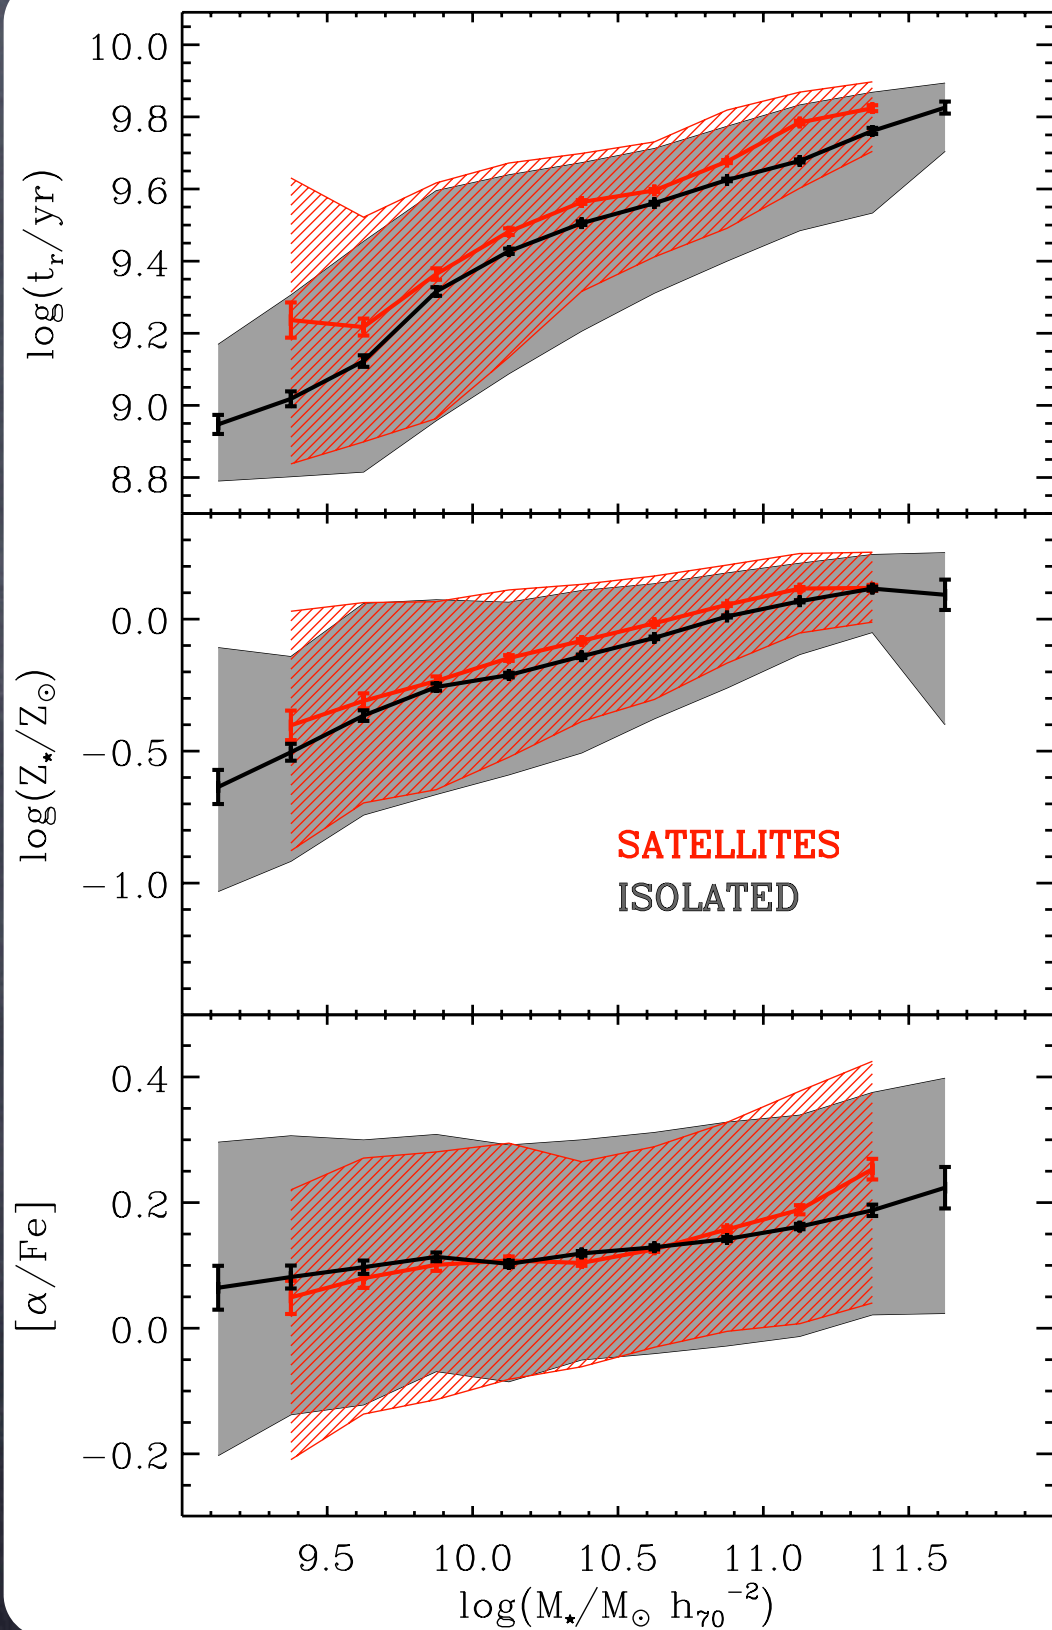 10.0
9.8
9.6
9.4
9.2
9.0
8.8
log(t_r/yr)
0.0
−0.5
−1.0
log(Z_⋆/Z_⊙)
SATELLITES
ISOLATED
0.4
0.2
0.0
−0.2
[α/Fe]
9.5 10.0 10.5 11.0 11.5
log(M_⋆/M_⊙ h_70^−2)